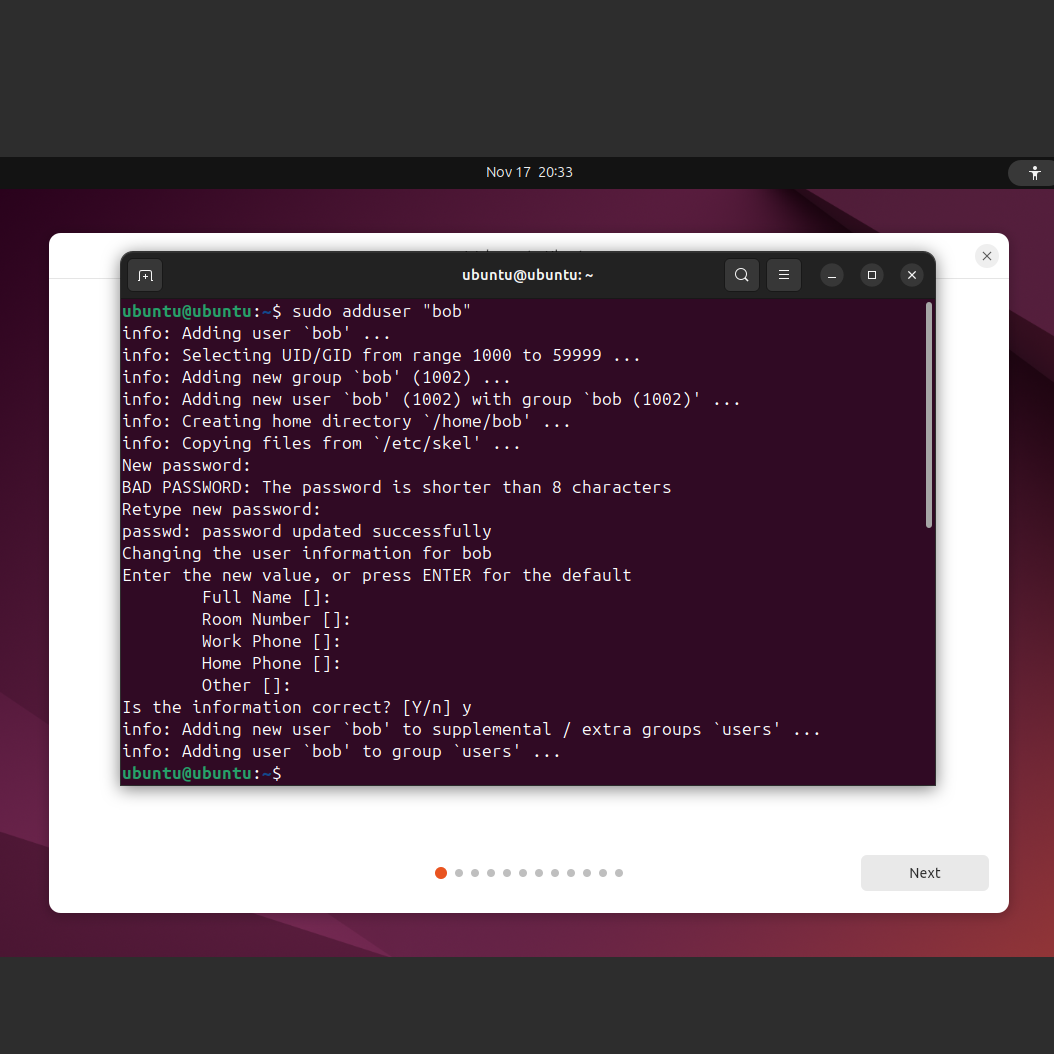 Nov 17 20:33
ubuntu@ubuntu: ~
ubuntu@ubuntu:~$ sudo adduser "bob"
info: Adding user `bob' ...
info: Selecting UID/GID from range 1000 to 59999 ...
info: Adding new group `bob' (1002) ...
info: Adding new user `bob' (1002) with group `bob (1002)' ...
info: Creating home directory `/home/bob' ...
info: Copying files from `/etc/skel' ...
New password:
BAD PASSWORD: The password is shorter than 8 characters
Retype new password:
passwd: password updated successfully
Changing the user information for bob
Enter the new value, or press ENTER for the default
        Full Name []:
        Room Number []:
        Work Phone []:
        Home Phone []:
        Other []:
Is the information correct? [Y/n] y
info: Adding new user `bob' to supplemental / extra groups `users' ...
info: Adding user `bob' to group `users' ...
ubuntu@ubuntu:~$
Next